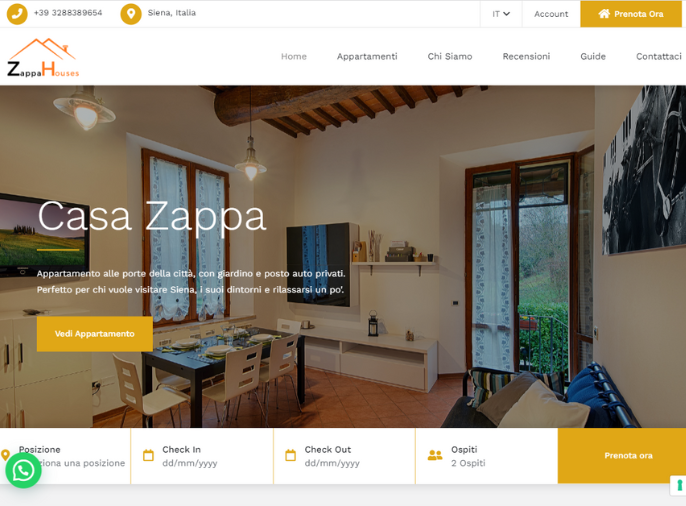 +39 3288389654
Siena, Italia
IT
Account
Prenota Ora
ZappaHouses
Home
Appartamenti
Chi Siamo
Recensioni
Guide
Contattaci
Casa Zappa
Appartamento alle porte della città, con giardino e posto auto privati.
Perfetto per chi vuole visitare Siena, i suoi dintorni e rilassarsi un po'.
Vedi Appartamento
Posizione
iona una posizione
Check In
dd/mm/yyyy
Check Out
dd/mm/yyyy
Ospiti
2 Ospiti
Prenota ora